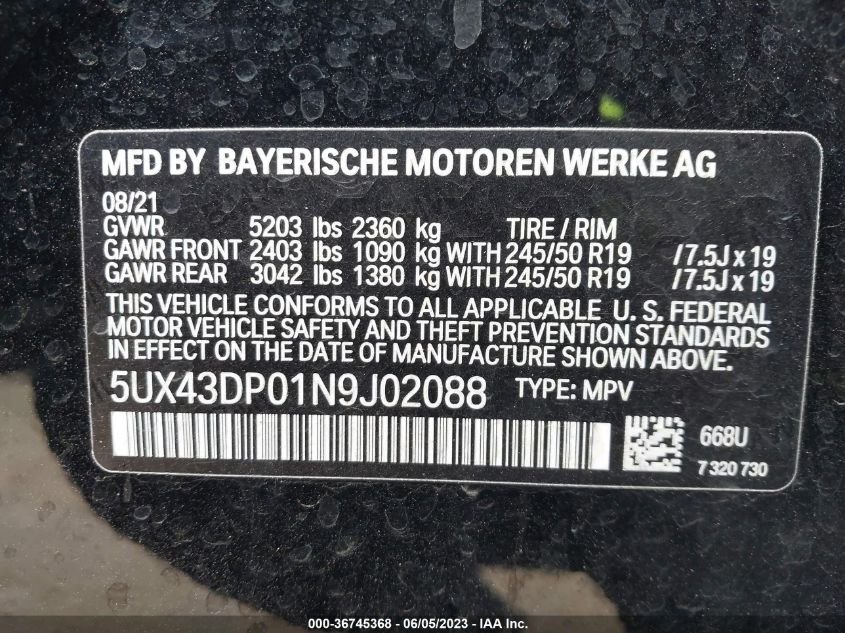 MFD BY BAYERISCHE MOTOREN WERKE AG
08/21
GVWR 5203 lbs 2360 kg TIRE / RIM
GAWR FRONT 2403 lbs 1090 kg WITH 245/50 R19 /7.5J x 19
GAWR REAR 3042 lbs 1380 kg WITH 245/50 R19 /7.5J x 19
THIS VEHICLE CONFORMS TO ALL APPLICABLE U. S. FEDERAL
MOTOR VEHICLE SAFETY AND THEFT PREVENTION STANDARDS
IN EFFECT ON THE DATE OF MANUFACTURE SHOWN ABOVE.
5UX43DP01N9J02088 TYPE: MPV
668U
7 320 730
000-36745368 - 06/05/2023 - IAA Inc.